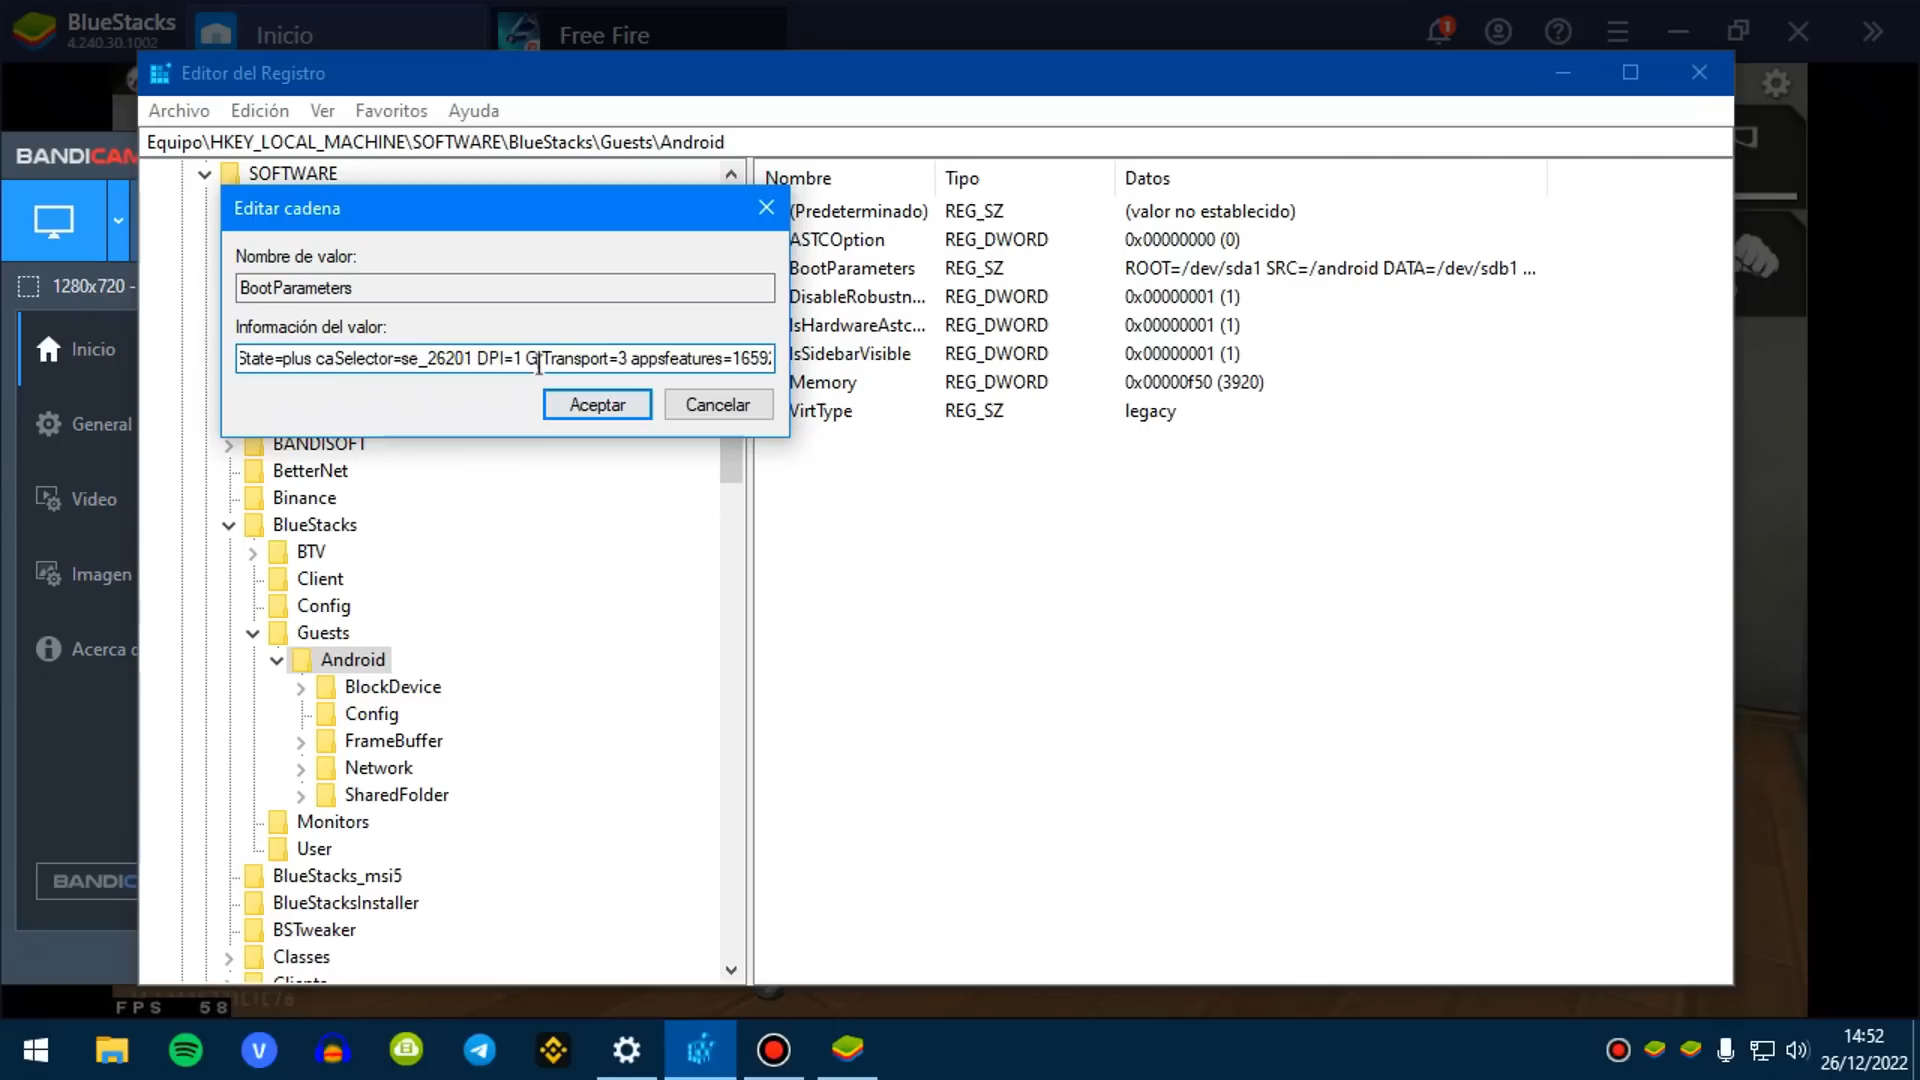 BlueStacks
4.240.30.1002
Inicio
Free Fire
1
Editor del Registro
Archivo Edición Ver Favoritos Ayuda
Equipo\HKEY_LOCAL_MACHINE\SOFTWARE\BlueStacks\Guests\Android
BANDICAM
1280x720 -
Inicio
General
Video
Imagen
Acerca d
BANDIC
SOFTWARE
Editar cadena
Nombre de valor:
BootParameters
Información del valor:
State=plus caSelector=se_26201 DPI=1 GlTransport=3 appsfeatures=16592
Aceptar Cancelar
BANDISOFT
BetterNet
Binance
BlueStacks
BTV
Client
Config
Guests
Android
BlockDevice
Config
FrameBuffer
Network
SharedFolder
Monitors
User
BlueStacks_msi5
BlueStacksInstaller
BSTweaker
Classes
Clients
Nombre Tipo Datos
(Predeterminado) REG_SZ (valor no establecido)
ASTCOption REG_DWORD 0x00000000 (0)
BootParameters REG_SZ ROOT=/dev/sda1 SRC=/android DATA=/dev/sdb1 ...
DisableRobustn... REG_DWORD 0x00000001 (1)
IsHardwareAstc... REG_DWORD 0x00000001 (1)
IsSidebarVisible REG_DWORD 0x00000001 (1)
Memory REG_DWORD 0x00000f50 (3920)
VirtType REG_SZ legacy
FPS 58
14:52
26/12/2022